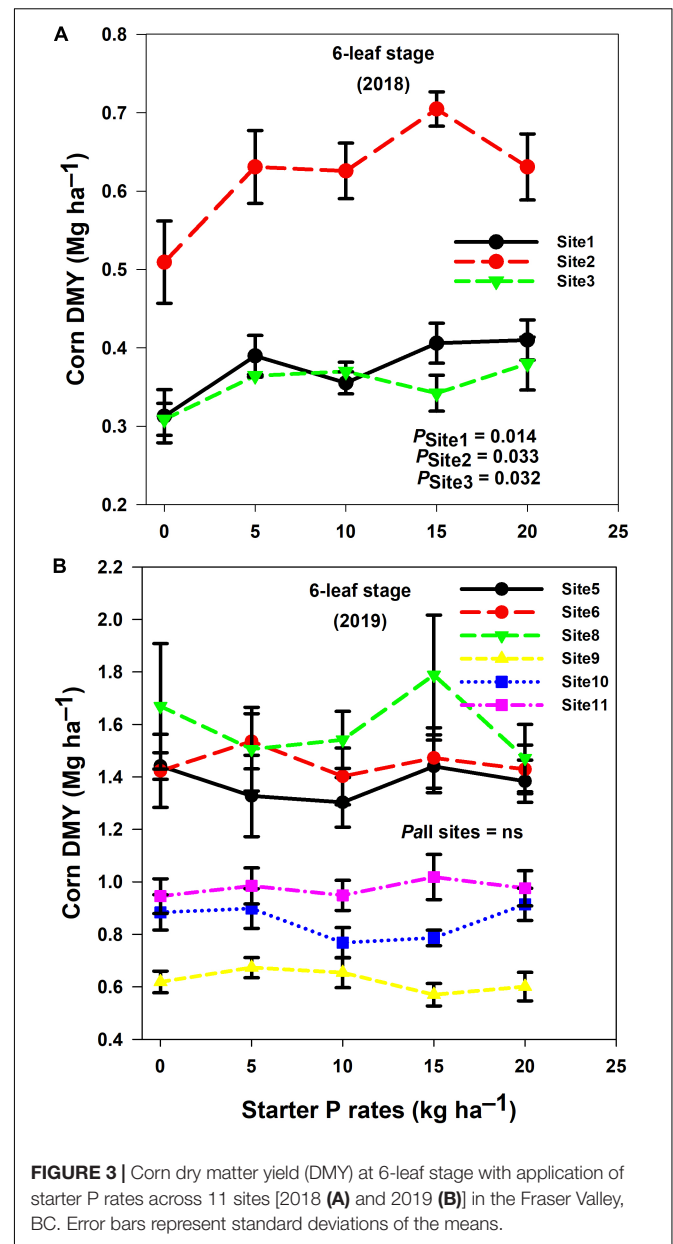 A
0.8
6-leaf stage
(2018)
0.7
0.6
Site1
Site2
Site3
0.5
0.4
0.3
0.2
Corn DMY (Mg ha⁻¹)
PSite1 = 0.014
PSite2 = 0.033
PSite3 = 0.032
0 5 10 15 20 25
B
2.2
6-leaf stage
(2019)
Site5
Site6
Site8
Site9
Site10
Site11
2.0
1.8
1.6
1.4
1.2
Pall sites = ns
1.0
0.8
0.6
0.4
Corn DMY (Mg ha⁻¹)
0 5 10 15 20 25
Starter P rates (kg ha⁻¹)
FIGURE 3 | Corn dry matter yield (DMY) at 6-leaf stage with application of
starter P rates across 11 sites [2018 (A) and 2019 (B)] in the Fraser Valley,
BC. Error bars represent standard deviations of the means.